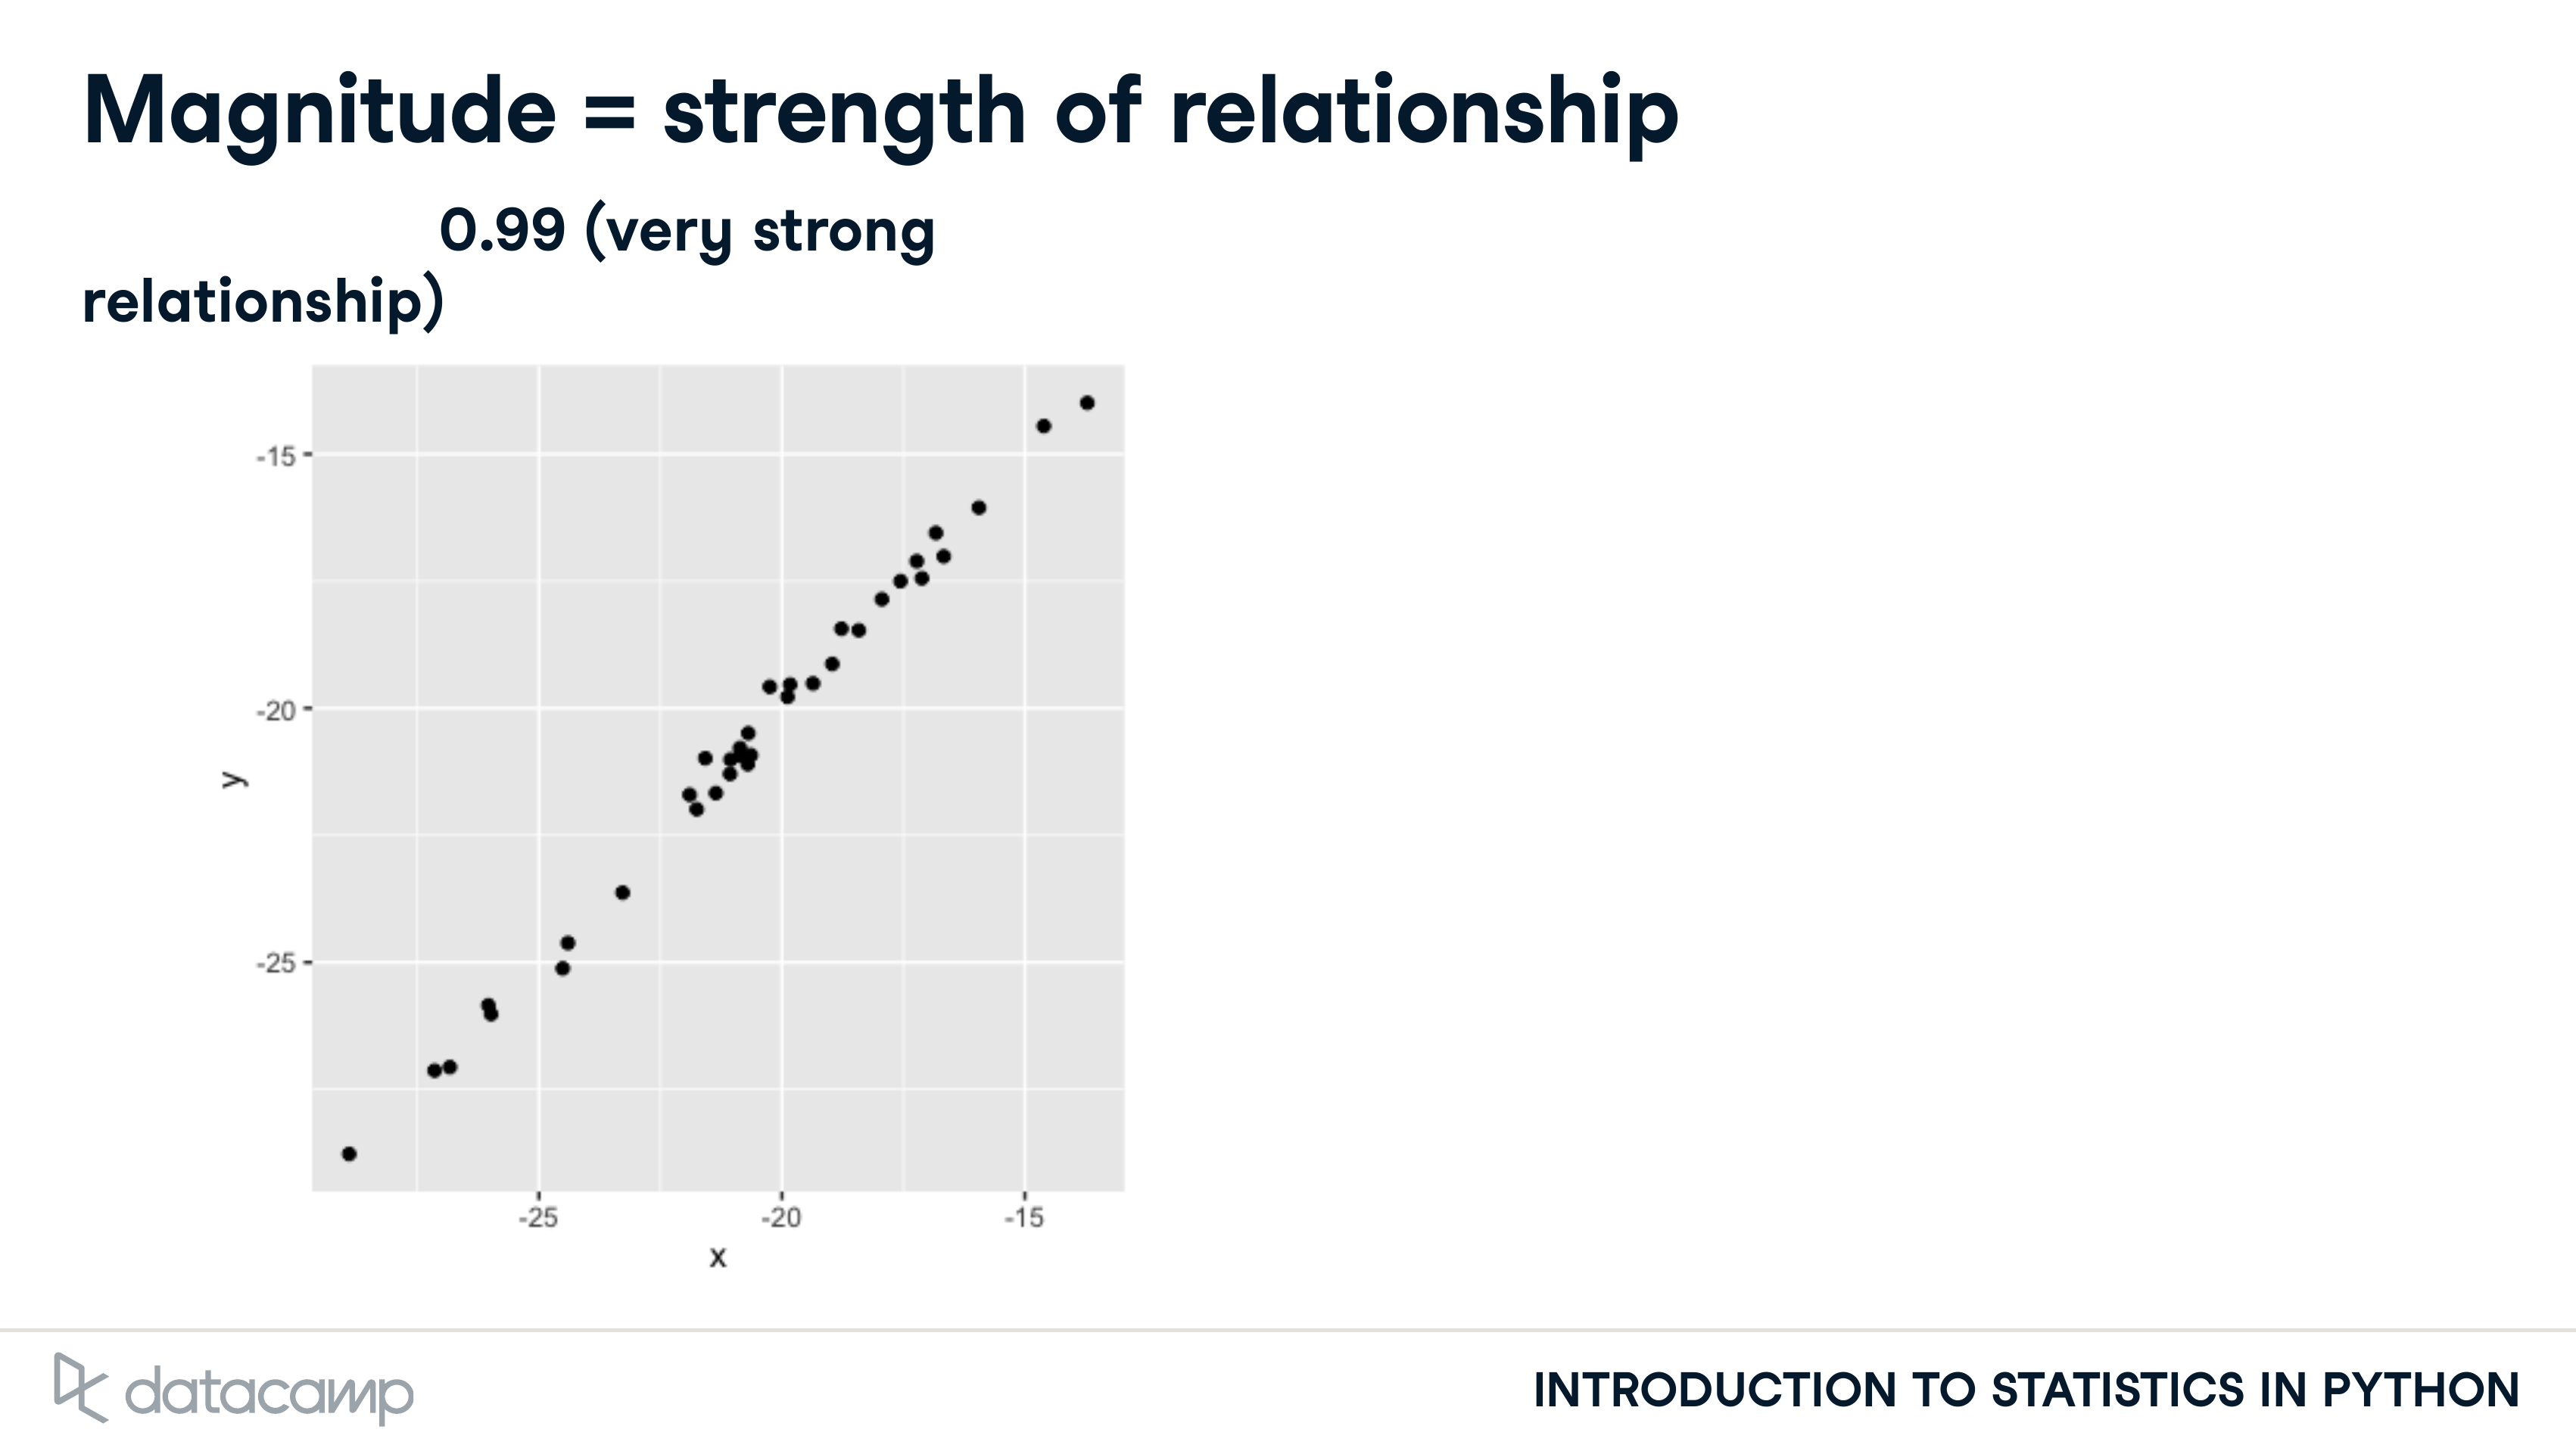 Magnitude = strength of relationship
0.99 (very strong
relationship)
-15
-20
-25
y
-25 -20 -15
x
datacamp
INTRODUCTION TO STATISTICS IN PYTHON